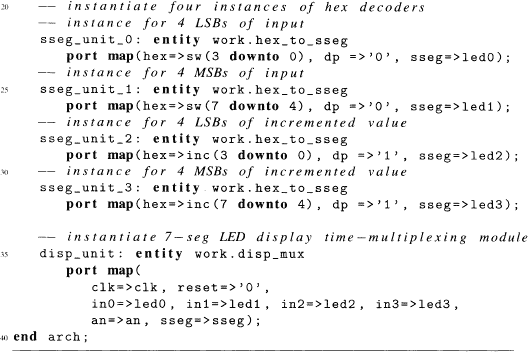 20 -- instantiate four instances of hex decoders
-- instance for 4 LSBs of input
sseg_unit_0: entity work.hex_to_sseg
port map(hex=>sw(3 downto 0), dp =>'0', sseg=>led0);
-- instance for 4 MSBs of input
25 sseg_unit_1: entity work.hex_to_sseg
port map(hex=>sw(7 downto 4), dp =>'0', sseg=>led1);
-- instance for 4 LSBs of incremented value
sseg_unit_2: entity work.hex_to_sseg
port map(hex=>inc(3 downto 0), dp =>'1', sseg=>led2);
30 -- instance for 4 MSBs of incremented value
sseg_unit_3: entity work.hex_to_sseg
port map(hex=>inc(7 downto 4), dp =>'1', sseg=>led3);
-- instantiate 7-seg LED display time-multiplexing module
35 disp_unit: entity work.disp_mux
port map(
clk=>clk, reset=>'0',
in0=>led0, in1=>led1, in2=>led2, in3=>led3,
an=>an, sseg=>sseg);
40 end arch;